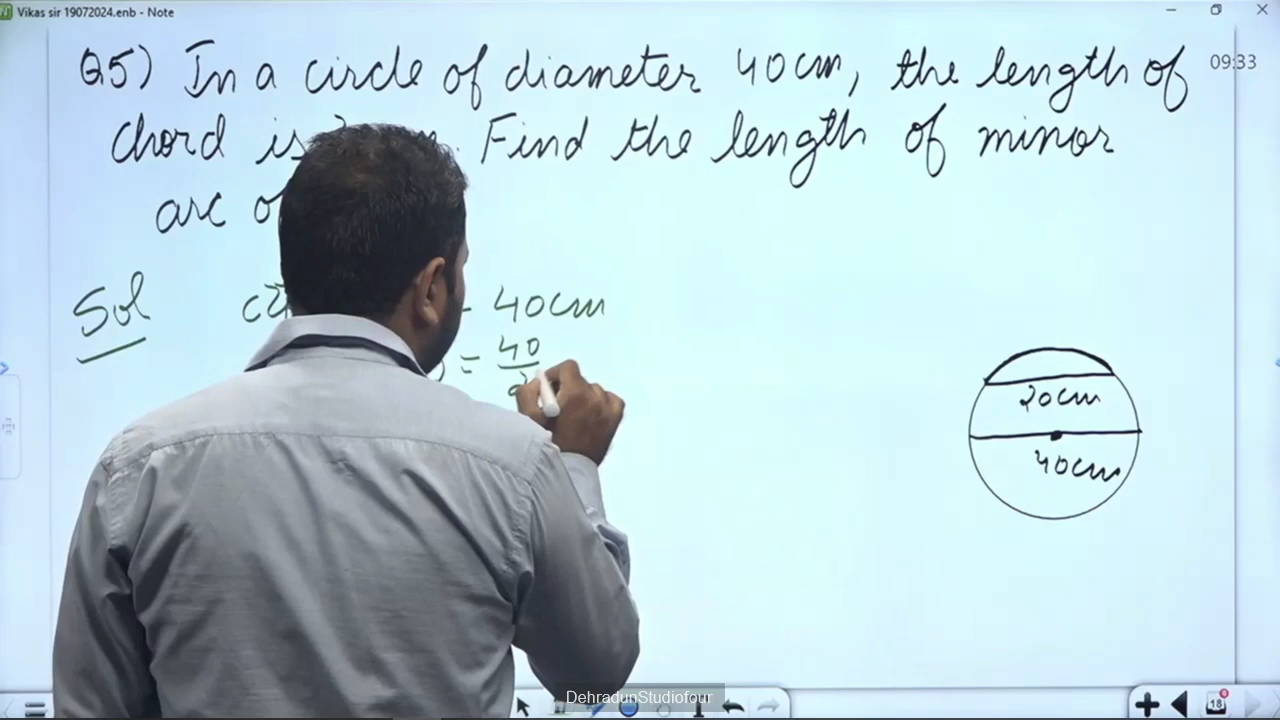 Vikas sir 19072024.enb - Note
Q5) In a circle of diameter 40cm, the length of
09:33
chord is . Find the length of minor
arc
Sol
- 40cm
= 40
20cm
40cm
DehradunStudiofour
18